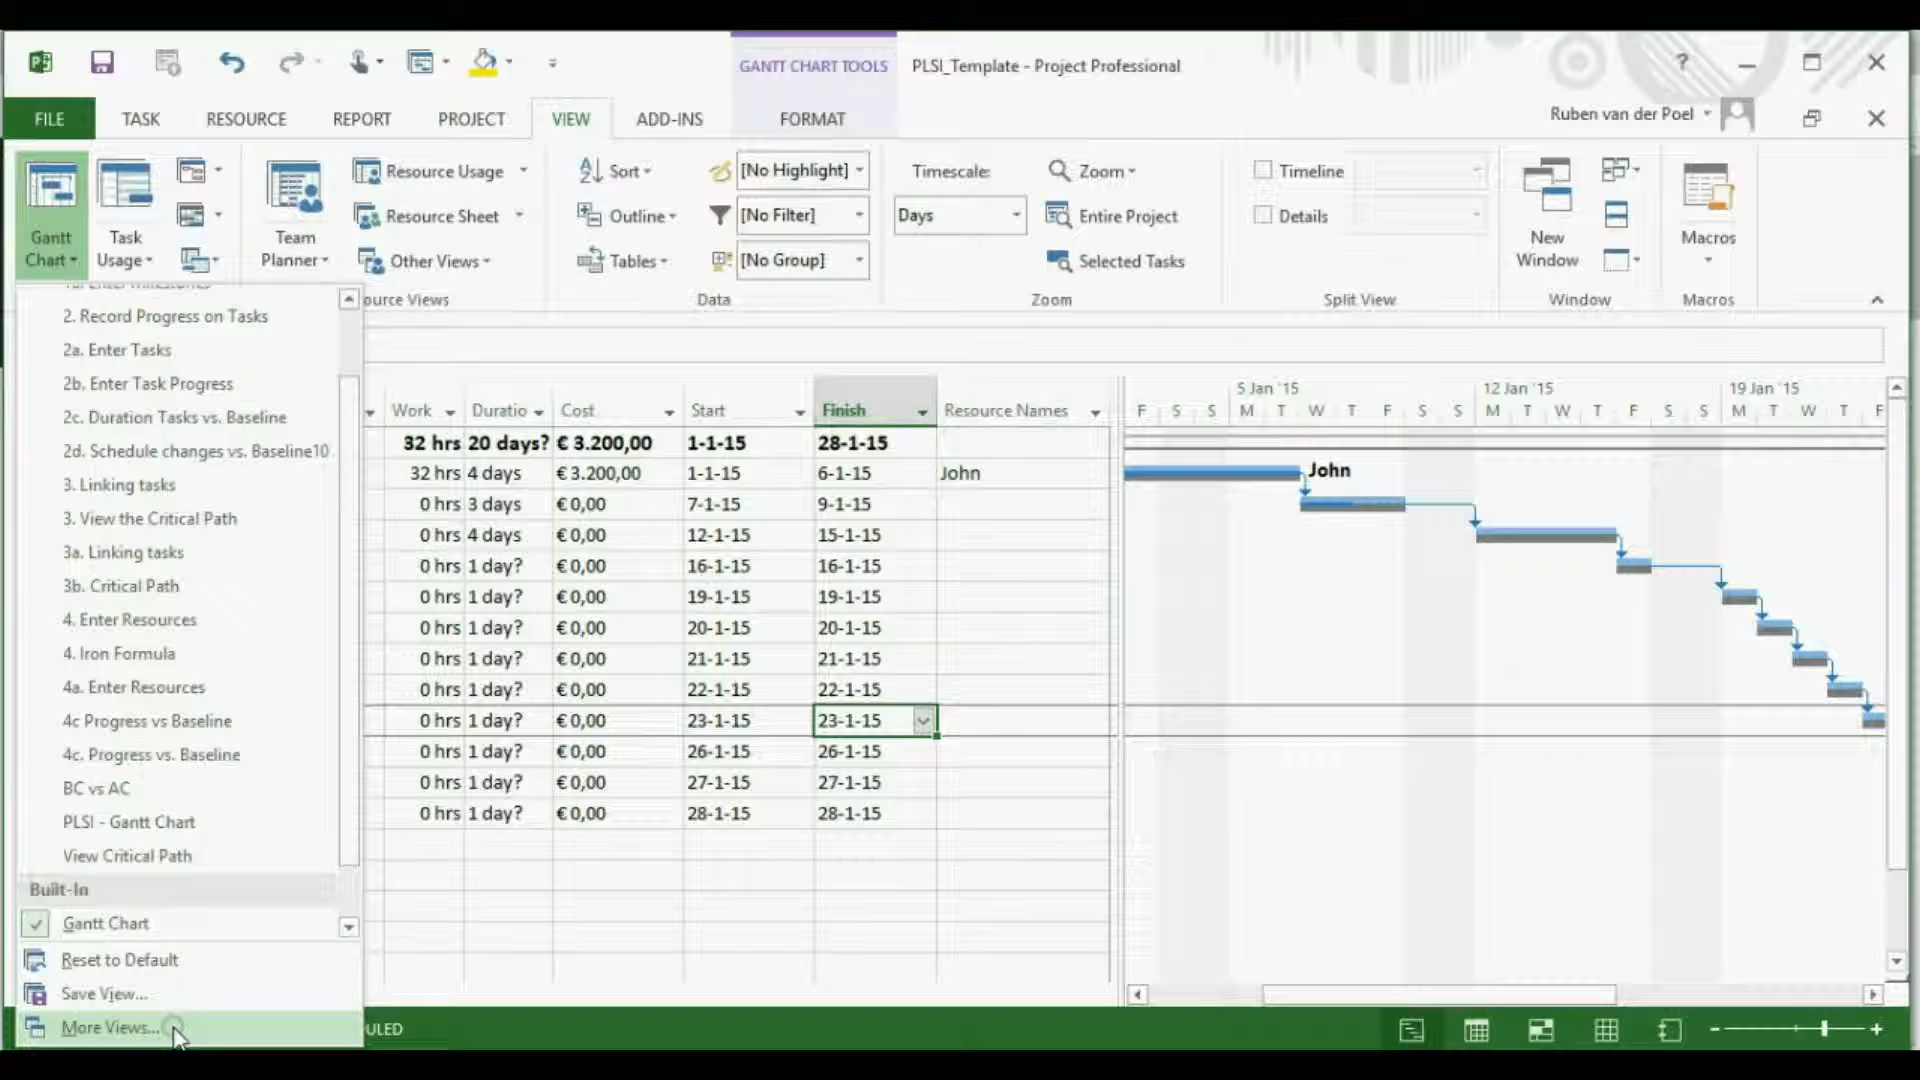 GANTT CHART TOOLS
PLSI_Template - Project Professional
?
FILE
TASK
RESOURCE
REPORT
PROJECT
VIEW
ADD-INS
FORMAT
Ruben van der Poel
Gantt
Chart
Task
Usage
Team
Planner
Resource Usage
Resource Sheet
Other Views
Sort
Outline
Tables
[No Highlight]
[No Filter]
[No Group]
Timescale:
Days
Zoom
Entire Project
Selected Tasks
Timeline
Details
New
Window
Macros
ource Views
Data
Zoom
Split View
Window
Macros
2. Record Progress on Tasks
2a. Enter Tasks
2b. Enter Task Progress
2c. Duration Tasks vs. Baseline
2d. Schedule changes vs. Baseline10
3. Linking tasks
3. View the Critical Path
3a. Linking tasks
3b. Critical Path
4. Enter Resources
4. Iron Formula
4a. Enter Resources
4c Progress vs Baseline
4c. Progress vs. Baseline
BC vs AC
PLSI - Gantt Chart
View Critical Path
Built-In
Gantt Chart
Reset to Default
Save View...
More Views...
Work Duratio Cost Start Finish Resource Names
32 hrs 20 days? € 3.200,00 1-1-15 28-1-15
32 hrs 4 days € 3.200,00 1-1-15 6-1-15 John
0 hrs 3 days € 0,00 7-1-15 9-1-15
0 hrs 4 days € 0,00 12-1-15 15-1-15
0 hrs 1 day? € 0,00 16-1-15 16-1-15
0 hrs 1 day? € 0,00 19-1-15 19-1-15
0 hrs 1 day? € 0,00 20-1-15 20-1-15
0 hrs 1 day? € 0,00 21-1-15 21-1-15
0 hrs 1 day? € 0,00 22-1-15 22-1-15
0 hrs 1 day? € 0,00 23-1-15 23-1-15
0 hrs 1 day? € 0,00 26-1-15 26-1-15
0 hrs 1 day? € 0,00 27-1-15 27-1-15
0 hrs 1 day? € 0,00 28-1-15 28-1-15
5 Jan '15 12 Jan '15 19 Jan '15
F S S M T W T F S S M T W T F S S M T W T F
John
ULED